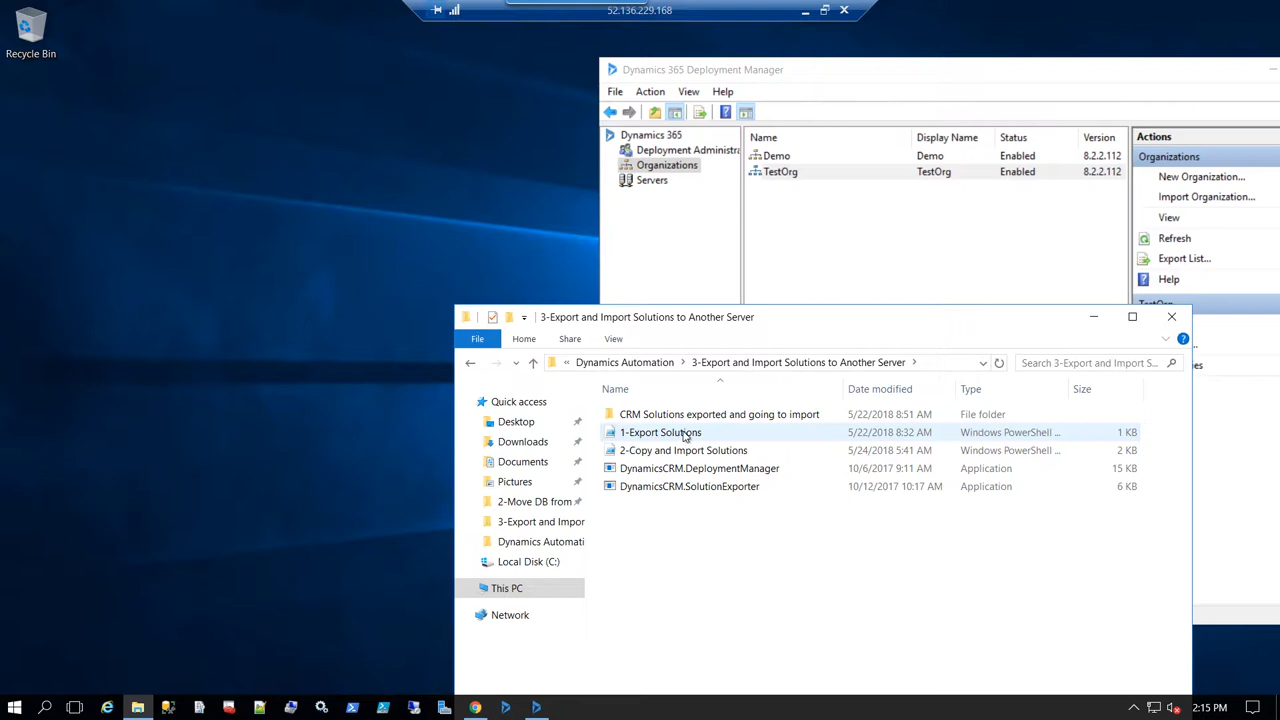 52.136.229.168
Recycle Bin
Dynamics 365 Deployment Manager
File Action View Help
Dynamics 365
Deployment Administra
Organizations
Servers
Name Display Name Status Version
Demo Demo Enabled 8.2.2.112
TestOrg TestOrg Enabled 8.2.2.112
Actions
Organizations
New Organization...
Import Organization...
View
Refresh
Export List...
Help
3-Export and Import Solutions to Another Server
File Home Share View
« Dynamics Automation > 3-Export and Import Solutions to Another Server >
Search 3-Export and Import S...
Quick access
Desktop
Downloads
Documents
Pictures
2-Move DB from
3-Export and Impor
Dynamics Automati
Local Disk (C:)
This PC
Network
Name Date modified Type Size
CRM Solutions exported and going to import 5/22/2018 8:51 AM File folder
1-Export Solutions 5/22/2018 8:32 AM Windows PowerShell ... 1 KB
2-Copy and Import Solutions 5/24/2018 5:41 AM Windows PowerShell ... 2 KB
DynamicsCRM.DeploymentManager 10/6/2017 9:11 AM Application 15 KB
DynamicsCRM.SolutionExporter 10/12/2017 10:17 AM Application 6 KB
2:15 PM